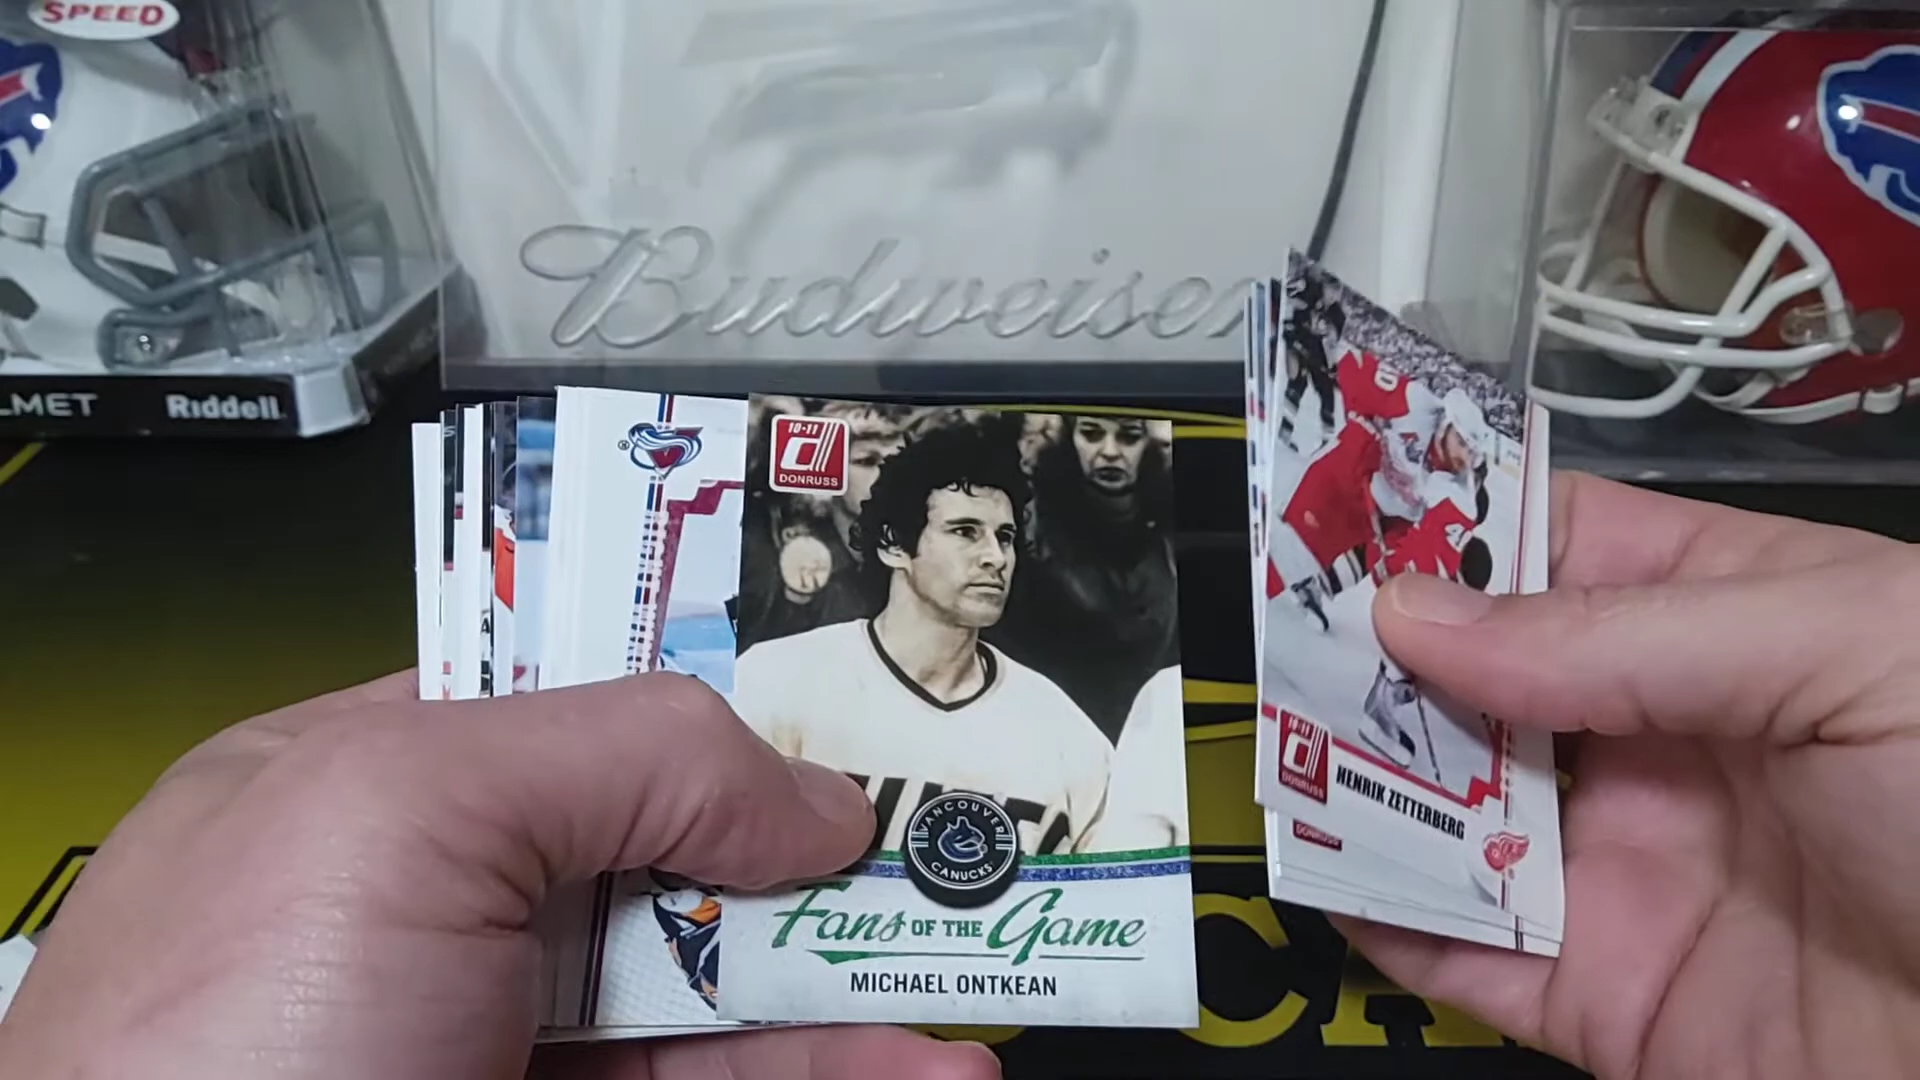 SPEED
LMET
Riddell
Budweiser
10-11
DONRUSS
VANCOUVER
CANUCKS
Fans OF THE Game
MICHAEL ONTKEAN
10-11
DONRUSS
HENRIK ZETTERBERG
DONRUSS